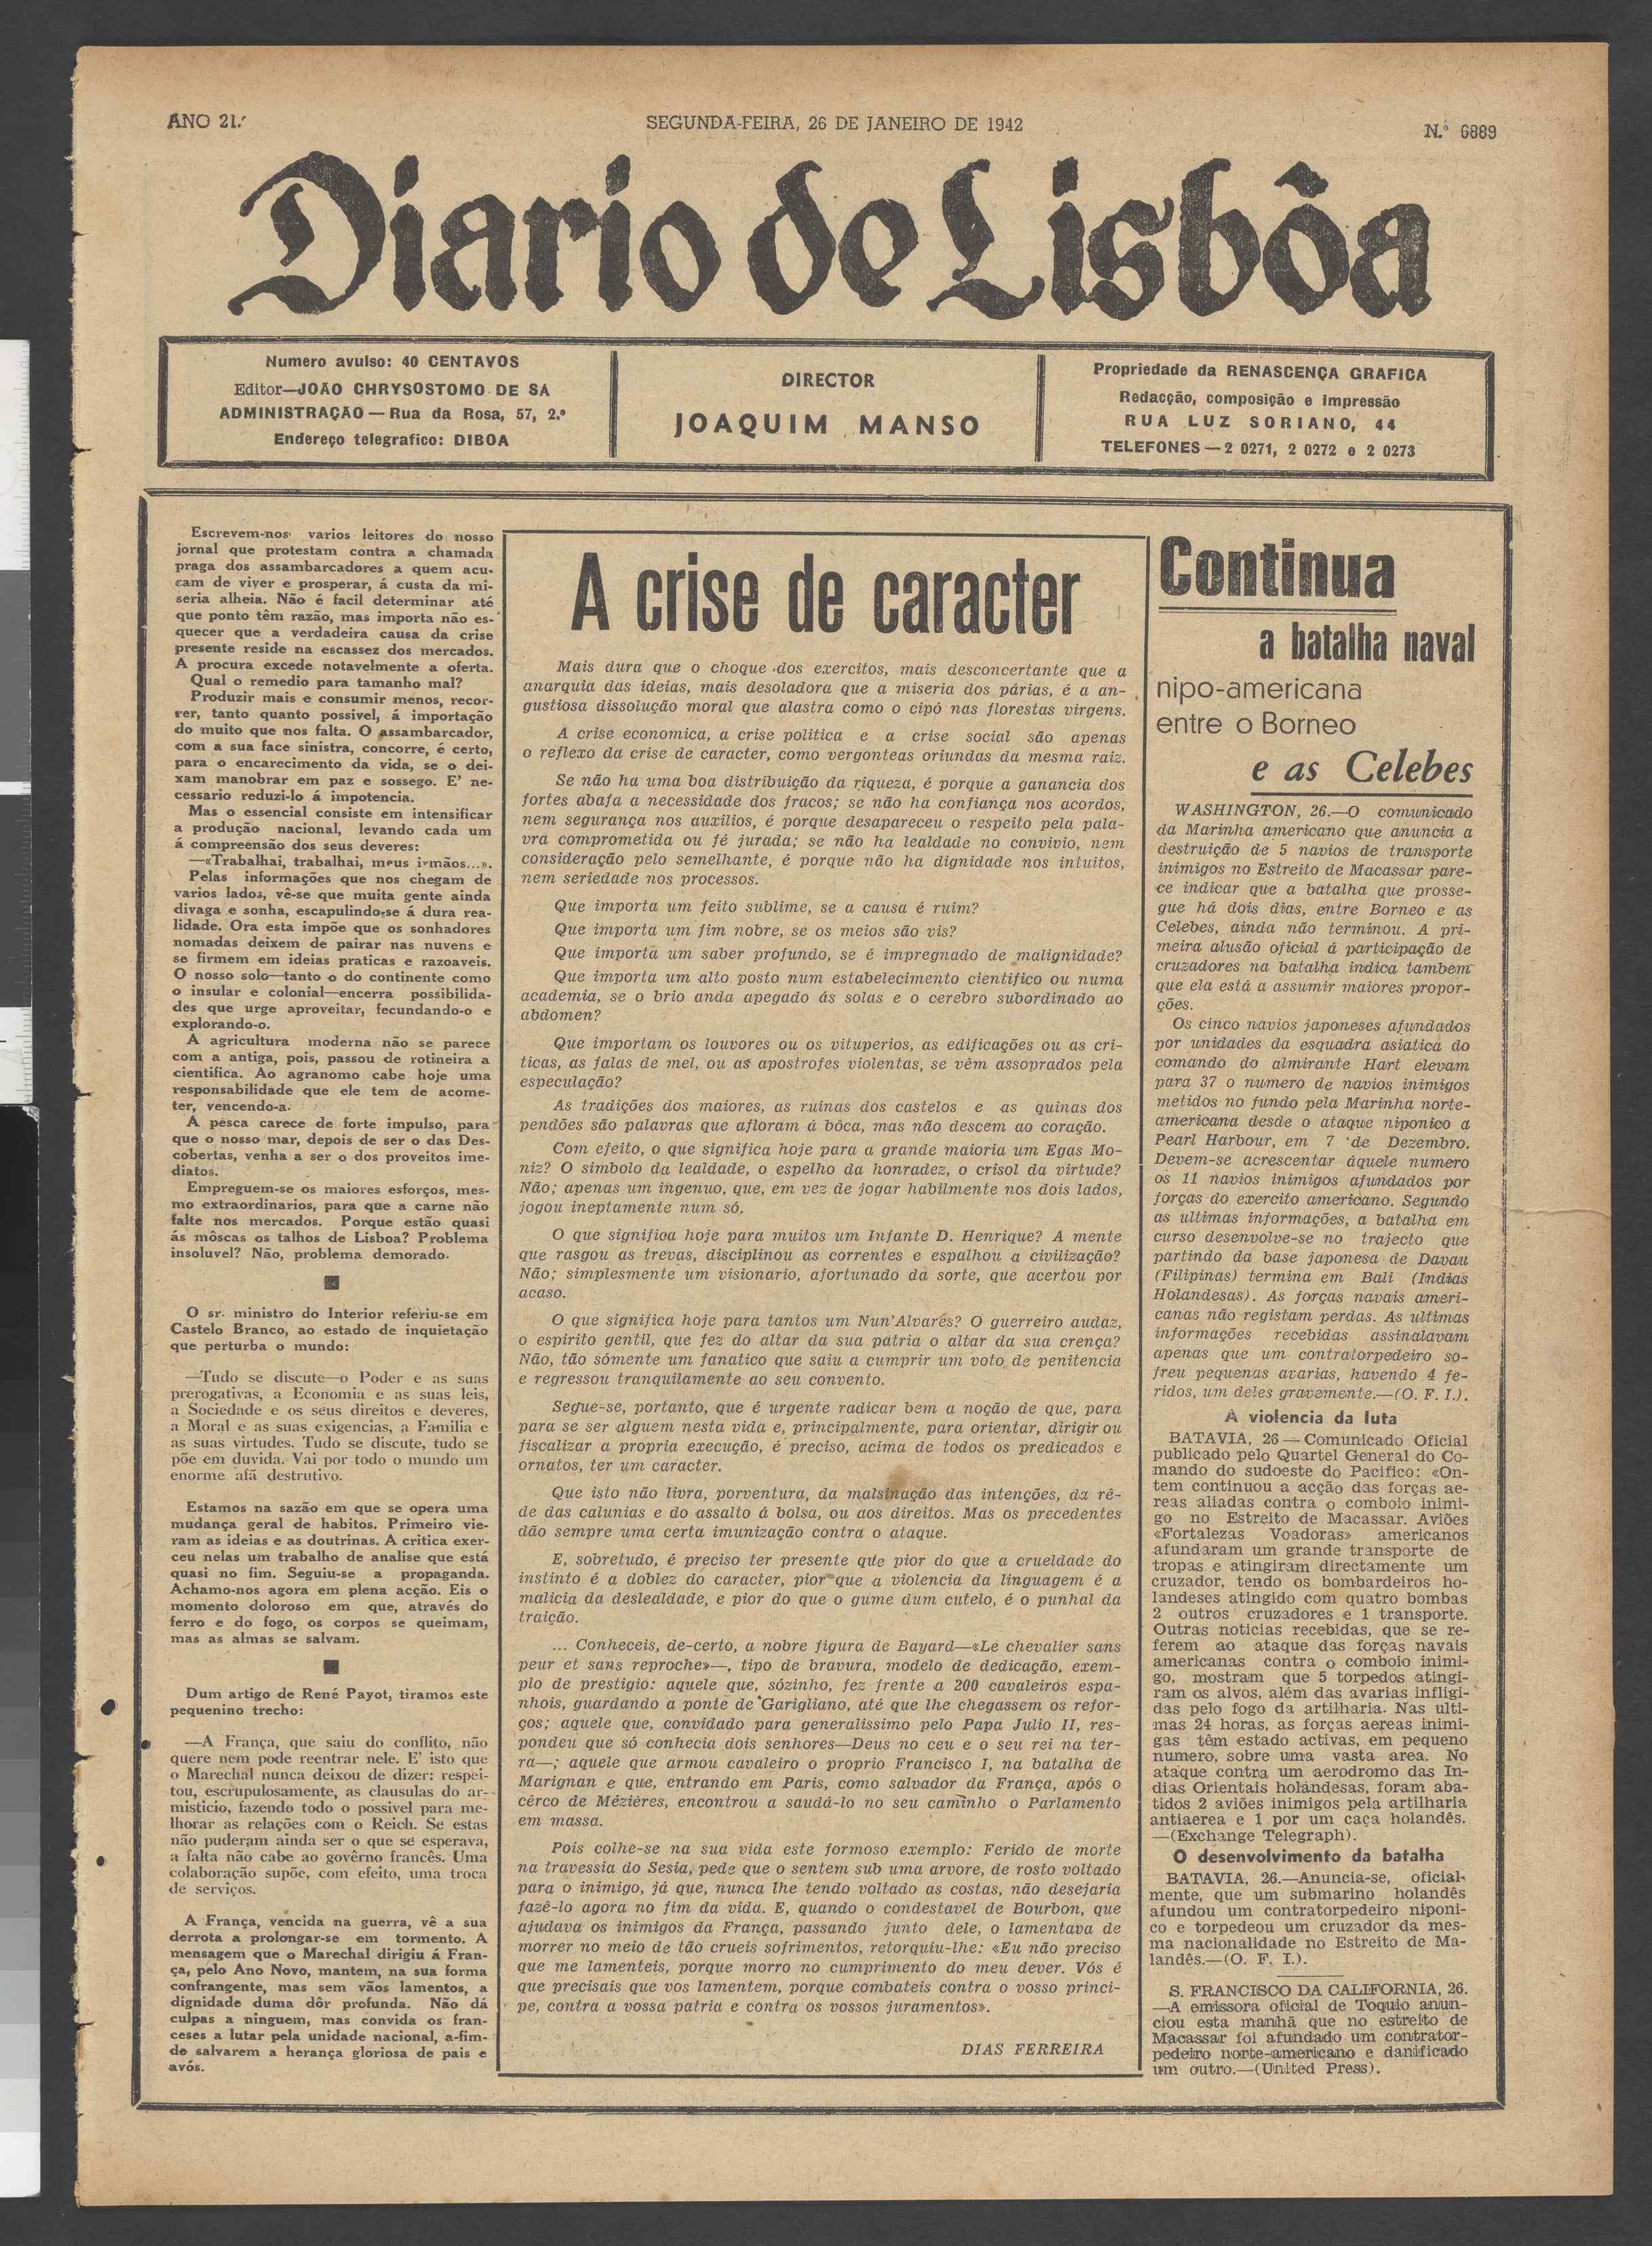 ANO 21.º
SEGUNDA-FEIRA, 26 DE JANEIRO DE 1942
N.º 6889
Diario de Lisbôa
Numero avulso: 40 CENTAVOS
Editor—JOÃO CHRYSOSTOMO DE SÁ
ADMINISTRAÇÃO — Rua da Rosa, 57, 2.º
Endereço telegrafico: DIBOA
DIRECTOR
JOAQUIM MANSO
Propriedade da RENASCENÇA GRAFICA
Redacção, composição e impressão
RUA LUZ SORIANO, 44
TELEFONES — 2 0271, 2 0272 e 2 0273
Escrevem-nos varios leitores do nosso
jornal que protestam contra a chamada
praga dos assambarcadores a quem acu-
sam de viver e prosperar, á custa da mi-
seria alheia. Não é facil determinar até
que ponto têm razão, mas importa não es-
quecer que a verdadeira causa da crise
presente reside na escassez dos mercados.
A procura excede notavelmente a oferta.
Qual o remedio para tamanho mal?
Produzir mais e consumir menos, recor-
rer, tanto quanto possivel, á importação
do muito que nos falta. O assambarcador,
com a sua face sinistra, concorre, é certo,
para o encarecimento da vida, se o dei-
xam manobrar em paz e sossego. E' ne-
cessario reduzi-lo á impotencia.
Mas o essencial consiste em intensificar
a produção nacional, levando cada um
á compreensão dos seus deveres:
—«Trabalhai, trabalhai, meus irmãos...».
Pelas informações que nos chegam de
varios lados, vê-se que muita gente ainda
divaga e sonha, escapulindo-se á dura rea-
lidade. Ora esta impõe que os sonhadores
nomadas deixem de pairar nas nuvens e
se firmem em ideias praticas e razoaveis.
O nosso solo—tanto o do continente como
o insular e colonial—encerra possibilida-
des que urge aproveitar, fecundando-o e
explorando-o.
A agricultura moderna não se parece
com a antiga, pois, passou de rotineira a
cientifica. Ao agranomo cabe hoje uma
responsabilidade que ele tem de acome-
ter, vencendo-a.
A pesca carece de forte impulso, para
que o nosso mar, depois de ser o das Des-
cobertas, venha a ser o dos proveitos ime-
diatos.
Empreguem-se os maiores esforços, mes-
mo extraordinarios, para que a carne não
falte nos mercados. Porque estão quasi
ás môscas os talhos de Lisboa? Problema
insoluvel? Não, problema demorado.
O sr. ministro do Interior referiu-se em
Castelo Branco, ao estado de inquietação
que perturba o mundo:
—Tudo se discute—o Poder e as suas
prerogativas, a Economia e as suas leis,
a Sociedade e os seus direitos e deveres,
a Moral e as suas exigencias, a Familia e
as suas virtudes. Tudo se discute, tudo se
põe em duvida. Vai por todo o mundo um
enorme afã destrutivo.
Estamos na sazão em que se opera uma
mudança geral de habitos. Primeiro vie-
ram as ideias e as doutrinas. A critica exer-
ceu nelas um trabalho de analise que está
quasi no fim. Seguiu-se a propaganda.
Achamo-nos agora em plena acção. Eis o
momento doloroso em que, através do
ferro e do fogo, os corpos se queimam,
mas as almas se salvam.
Dum artigo de René Payot, tiramos este
pequenino trecho:
—A França, que saiu do conflito, não
quere nem pode reentrar nele. E' isto que
o Marechal nunca deixou de dizer: respei-
tou, escrupulosamente, as clausulas do ar-
misticio, fazendo todo o possivel para me-
lhorar as relações com o Reich. Se estas
não puderam ainda ser o que se esperava,
a falta não cabe ao govêrno francês. Uma
colaboração supõe, com efeito, uma troca
de serviços.
A França, vencida na guerra, vê a sua
derrota a prolongar-se em tormento. A
mensagem que o Marechal dirigiu á Fran-
ça, pelo Ano Novo, mantem, na sua forma
confrangente, mas sem vãos lamentos, a
dignidade duma dôr profunda. Não dá
culpas a ninguem, mas convida os fran-
ceses a lutar pela unidade nacional, a-fim-
de salvarem a herança gloriosa de pais e
avós.
A crise de caracter
Mais dura que o choque dos exercitos, mais desconcertante que a
anarquia das ideias, mais desoladora que a miseria dos párias, é a an-
gustiosa dissolução moral que alastra como o cipó nas florestas virgens.
A crise economica, a crise politica e a crise social são apenas
o reflexo da crise de caracter, como vergonteas oriundas da mesma raiz.
Se não ha uma boa distribuição da riqueza, é porque a ganancia dos
fortes abafa a necessidade dos fracos; se não ha confiança nos acordos,
nem segurança nos auxilios, é porque desapareceu o respeito pela pala-
vra comprometida ou fé jurada; se não ha lealdade no convivio, nem
consideração pelo semelhante, é porque não ha dignidade nos intuitos,
nem seriedade nos processos.
Que importa um feito sublime, se a causa é ruim?
Que importa um fim nobre, se os meios são vis?
Que importa um saber profundo, se é impregnado de malignidade?
Que importa um alto posto num estabelecimento cientifico ou numa
academia, se o brio anda apegado ás solas e o cerebro subordinado ao
abdomen?
Que importam os louvores ou os vituperios, as edificações ou as cri-
ticas, as falas de mel, ou as apostrofes violentas, se vêm assoprados pela
especulação?
As tradições dos maiores, as ruinas dos castelos e as quinas dos
pendões são palavras que afloram á bôca, mas não descem ao coração.
Com efeito, o que significa hoje para a grande maioria um Egas Mo-
niz? O simbolo da lealdade, o espelho da honradez, o crisol da virtude?
Não; apenas um ingenuo, que, em vez de jogar habilmente nos dois lados,
jogou ineptamente num só.
O que significa hoje para muitos um Infante D. Henrique? A mente
que rasgou as trevas, disciplinou as correntes e espalhou a civilização?
Não; simplesmente um visionario, afortunado da sorte, que acertou por
acaso.
O que significa hoje para tantos um Nun'Alvarés? O guerreiro audaz,
o espirito gentil, que fez do altar da sua patria o altar da sua crença?
Não, tão sómente um fanatico que saiu a cumprir um voto de penitencia
e regressou tranquilamente ao seu convento.
Segue-se, portanto, que é urgente radicar bem a noção de que, para
para se ser alguem nesta vida e, principalmente, para orientar, dirigir ou
fiscalizar a propria execução, é preciso, acima de todos os predicados e
ornatos, ter um caracter.
Que isto não livra, porventura, da malsinação das intenções, da rê-
de das calunias e do assalto á bolsa, ou aos direitos. Mas os precedentes
dão sempre uma certa imunização contra o ataque.
E, sobretudo, é preciso ter presente que pior do que a crueldade do
instinto é a doblez do caracter, pior que a violencia da linguagem é a
malicia da deslealdade, e pior do que o gume dum cutelo, é o punhal da
traição.
... Conheceis, de-certo, a nobre figura de Bayard—«Le chevalier sans
peur et sans reproche»—, tipo de bravura, modelo de dedicação, exem-
plo de prestigio: aquele que, sózinho, fez frente a 200 cavaleiros espa-
nhois, guardando a ponte de Garigliano, até que lhe chegassem os refor-
ços; aquele que, convidado para generalissimo pelo Papa Julio II, res-
pondeu que só conhecia dois senhores—Deus no ceu e o seu rei na ter-
ra—; aquele que armou cavaleiro o proprio Francisco I, na batalha de
Marignan e que, entrando em Paris, como salvador da França, após o
cêrco de Mézières, encontrou a saudá-lo no seu caminho o Parlamento
em massa.
Pois colhe-se na sua vida este formoso exemplo: Ferido de morte
na travessia do Sesia, pede que o sentem sub uma arvore, de rosto voltado
para o inimigo, já que, nunca lhe tendo voltado as costas, não desejaria
fazê-lo agora no fim da vida. E, quando o condestavel de Bourbon, que
ajudava os inimigos da França, passando junto dele, o lamentava de
morrer no meio de tão crueis sofrimentos, retorquiu-lhe: «Eu não preciso
que me lamenteis, porque morro no cumprimento do meu dever. Vós é
que precisais que vos lamentem, porque combateis contra o vosso princi-
pe, contra a vossa patria e contra os vossos juramentos».
DIAS FERREIRA
Continua
a batalha naval
nipo-americana
entre o Borneo
e as Celebes
WASHINGTON, 26.—O comunicado
da Marinha americano que anuncia a
destruição de 5 navios de transporte
inimigos no Estreito de Macassar pare-
ce indicar que a batalha que prosse-
gue há dois dias, entre Borneo e as
Celebes, ainda não terminou. A pri-
meira alusão oficial á participação de
cruzadores na batalha indica tambem
que ela está a assumir maiores propor-
ções.
Os cinco navios japoneses afundados
por unidades da esquadra asiatica do
comando do almirante Hart elevam
para 37 o numero de navios inimigos
metidos no fundo pela Marinha norte-
americana desde o ataque niponico a
Pearl Harbour, em 7 de Dezembro.
Devem-se acrescentar áquele numero
os 11 navios inimigos afundados por
forças do exercito americano. Segundo
as ultimas informações, a batalha em
curso desenvolve-se no trajecto que
partindo da base japonesa de Davau
(Filipinas) termina em Bali (Indias
Holandesas). As forças navais ameri-
canas não registam perdas. As ultimas
informações recebidas assinalavam
apenas que um contratorpedeiro so-
freu pequenas avarias, havendo 4 fe-
ridos, um deles gravemente.—(O. F. I.).
A violencia da luta
BATAVIA, 26 — Comunicado Oficial
publicado pelo Quartel General do Co-
mando do sudoeste do Pacifico: «On-
tem continuou a acção das forças ae-
reas aliadas contra o comboio inimi-
go no Estreito de Macassar. Aviões
«Fortalezas Voadoras» americanos
afundaram um grande transporte de
tropas e atingiram directamente um
cruzador, tendo os bombardeiros ho-
landeses atingido com quatro bombas
2 outros cruzadores e 1 transporte.
Outras noticias recebidas, que se re-
ferem ao ataque das forças navais
americanas contra o comboio inimi-
go, mostram que 5 torpedos atingi-
ram os alvos, além das avarias infligi-
das pelo fogo da artilharia. Nas ulti-
mas 24 horas, as forças aereas inimi-
gas têm estado activas, em pequeno
numero, sobre uma vasta area. No
ataque contra um aerodromo das In-
dias Orientais holandesas, foram aba-
tidos 2 aviões inimigos pela artilharia
antiaerea e 1 por um caça holandês.
—(Exchange Telegraph).
O desenvolvimento da batalha
BATAVIA, 26.—Anuncia-se, oficial-
mente, que um submarino holandês
afundou um contratorpedeiro niponi-
co e torpedeou um cruzador da mes-
ma nacionalidade no Estreito de Ma-
landês.—(O. F. I.).
S. FRANCISCO DA CALIFORNIA, 26.
—A emissora oficial de Toquio anun-
ciou esta manhã que no estreito de
Macassar foi afundado um contrator-
pedeiro norte-americano e danificado
um outro.—(United Press).